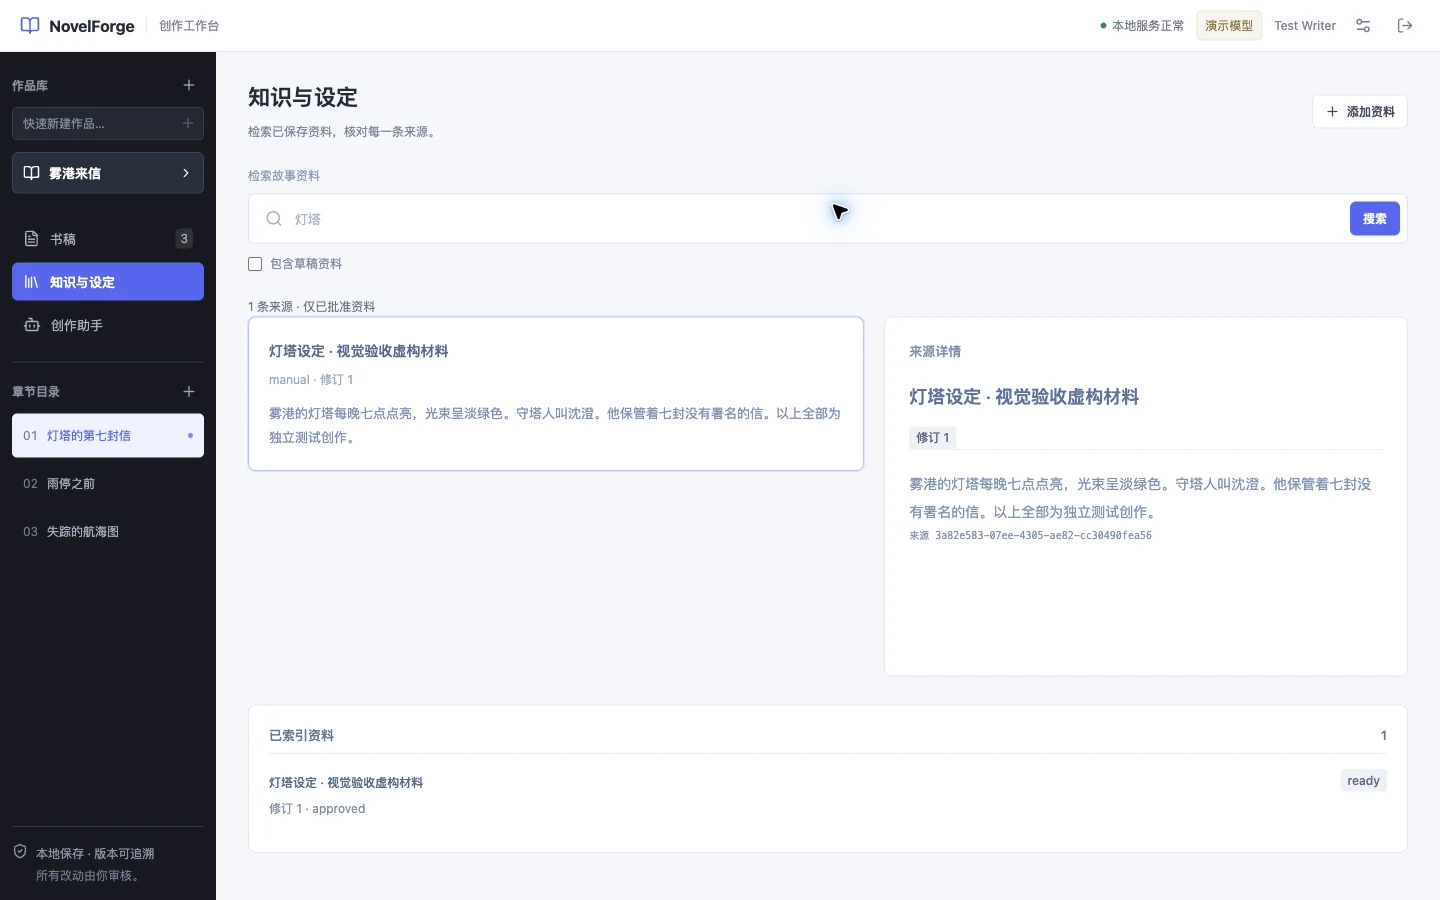 NovelForge
创作工作台
本地服务正常
演示模型
Test Writer
作品库
快速新建作品...
雾港来信
书稿
3
知识与设定
创作助手
章节目录
01 灯塔的第七封信
02 雨停之前
03 失踪的航海图
本地保存 · 版本可追溯
所有改动由你审核。
知识与设定
检索已保存资料，核对每一条来源。
添加资料
检索故事资料
灯塔
搜索
包含草稿资料
1 条来源 · 仅已批准资料
灯塔设定 · 视觉验收虚构材料
manual · 修订 1
雾港的灯塔每晚七点点亮，光束呈淡绿色。守塔人叫沈澄。他保管着七封没有署名的信。以上全部为
独立测试创作。
来源详情
灯塔设定 · 视觉验收虚构材料
修订 1
雾港的灯塔每晚七点点亮，光束呈淡绿色。守塔人叫沈澄。他保管着七封没
有署名的信。以上全部为独立测试创作。
来源 3a82e583-07ee-4305-ae82-cc30490fea56
已索引资料
1
灯塔设定 · 视觉验收虚构材料
ready
修订 1 · approved